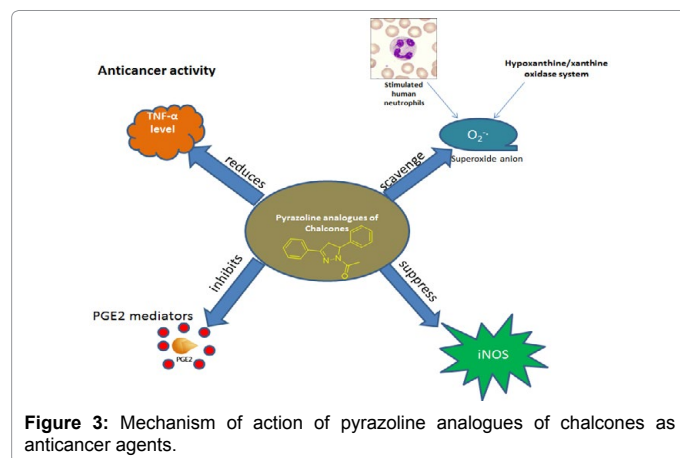 Anticancer activity
TNF-α
level
reduces
Stimulated
human
neutrophils
Hypoxanthine/xanthine
oxidase system
O₂⁻·
Superoxide anion
scavenge
Pyrazoline analogues of
Chalcones
N
N
O
inhibits
suppress
PGE2 mediators
PGE2
iNOS
Figure 3: Mechanism of action of pyrazoline analogues of chalcones as
anticancer agents.